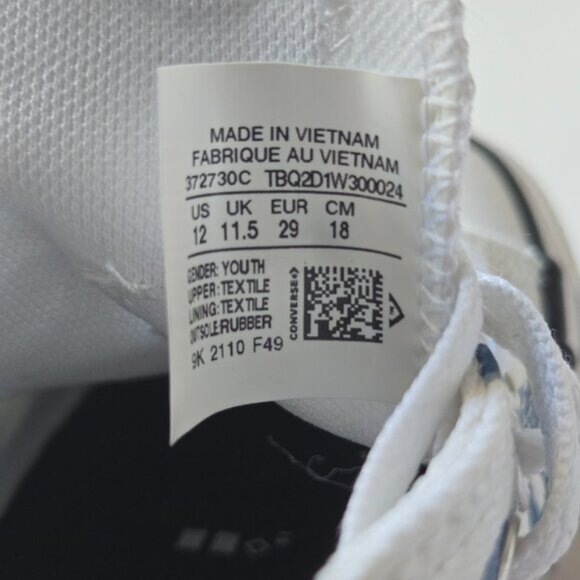 MADE IN VIETNAM
FABRIQUE AU VIETNAM
372730C TBQ2D1W300024
US UK EUR CM
12 11.5 29 18
GENDER: YOUTH
UPPER: TEXTILE
LINING: TEXTILE
OUTSOLE: RUBBER
9K 2110 F49
CONVERSE